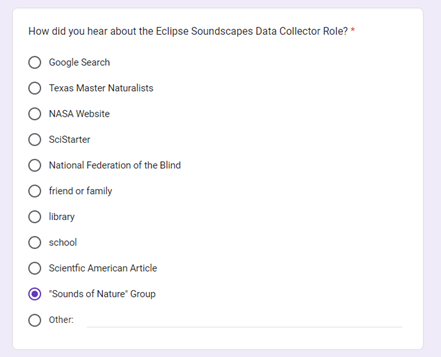 How did you hear about the Eclipse Soundscapes Data Collector Role? *
Google Search
Texas Master Naturalists
NASA Website
SciStarter
National Federation of the Blind
friend or family
library
school
Scientfic American Article
"Sounds of Nature" Group
Other: